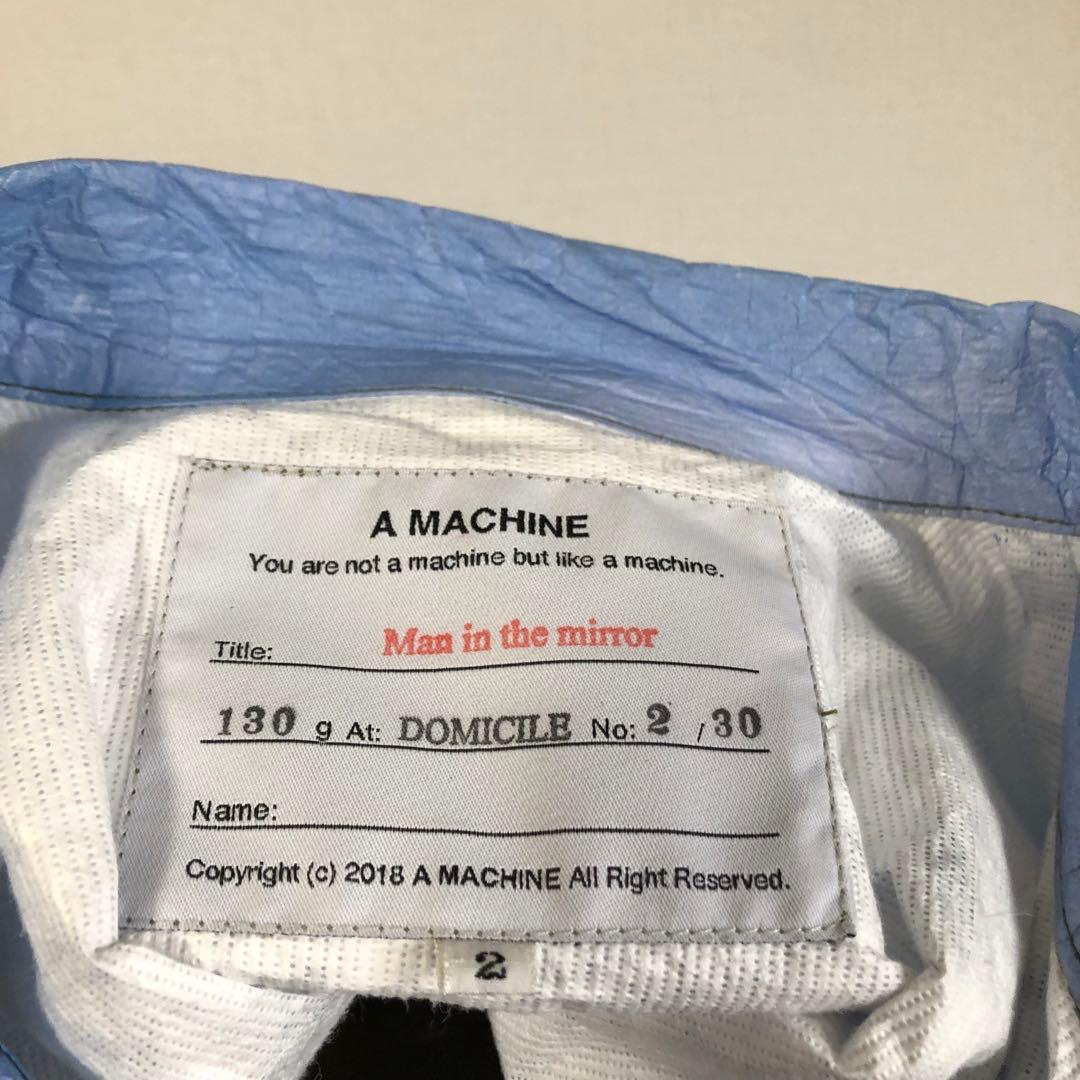 A MACHINE
You are not a machine but like a machine.
Title: Man in the mirror
130 g At: DOMICILE No: 2 / 30
Name:
Copyright (c) 2018 A MACHINE All Right Reserved.
2